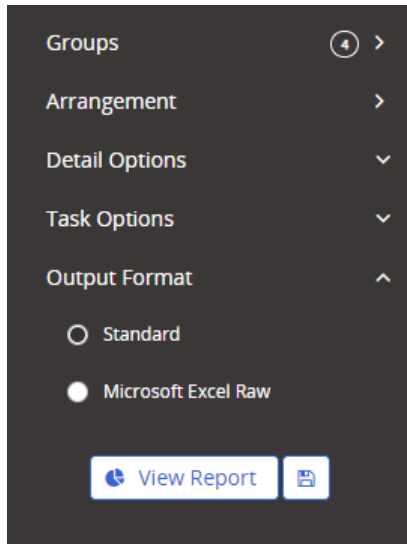 Groups 4
Arrangement
Detail Options
Task Options
Output Format
Standard
Microsoft Excel Raw
View Report